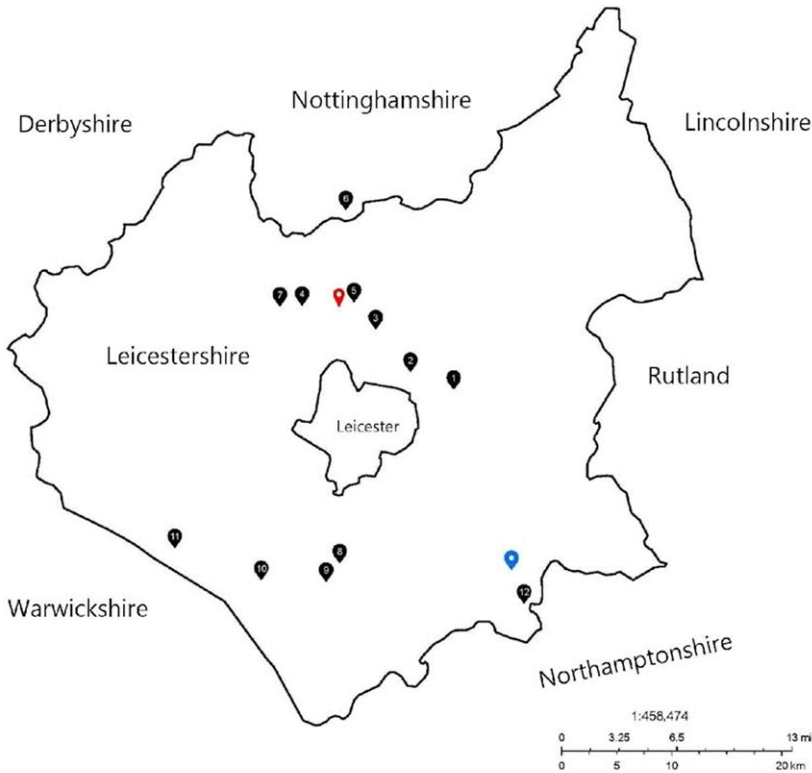 Nottinghamshire
Derbyshire
Lincolnshire
6
7
4
5
3
Leicestershire
2
1
Rutland
Leicester
11
8
10
9
12
Warwickshire
Northamptonshire
1:458,474
0 3.25 6.5 13 mi
0 5 10 20 km